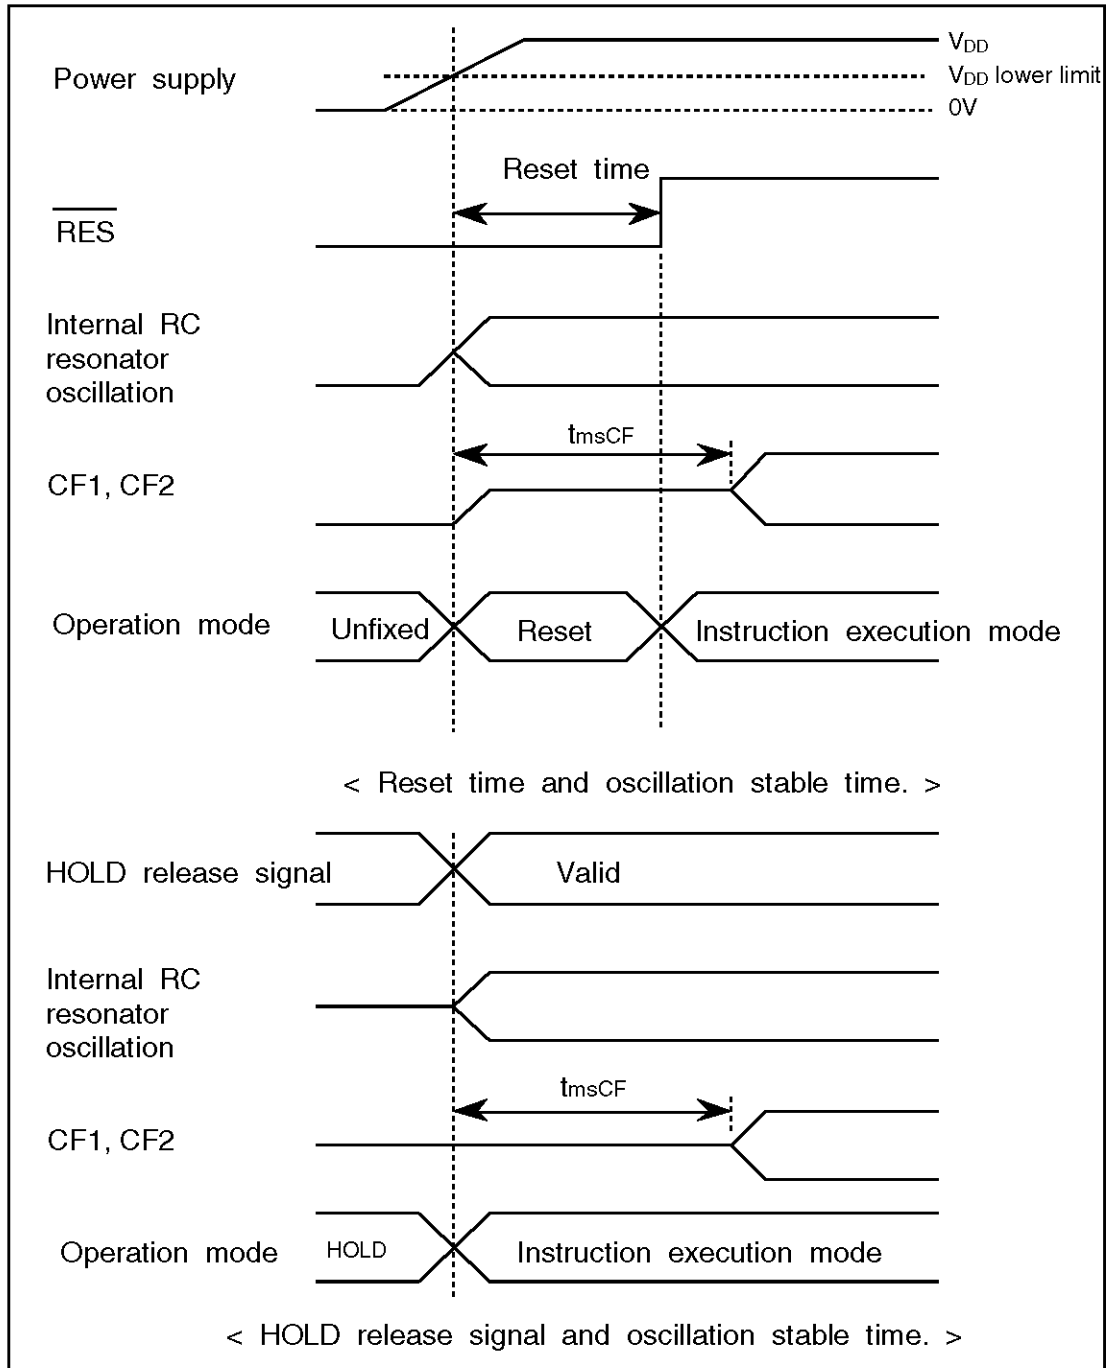 Power supply
VDD
VDD lower limit
0V
Reset time
RES
Internal RC
resonator
oscillation
tmsCF
CF1, CF2
Operation mode
Unfixed
Reset
Instruction execution mode
< Reset time and oscillation stable time. >
HOLD release signal
Valid
Internal RC
resonator
oscillation
tmsCF
CF1, CF2
Operation mode
HOLD
Instruction execution mode
< HOLD release signal and oscillation stable time. >